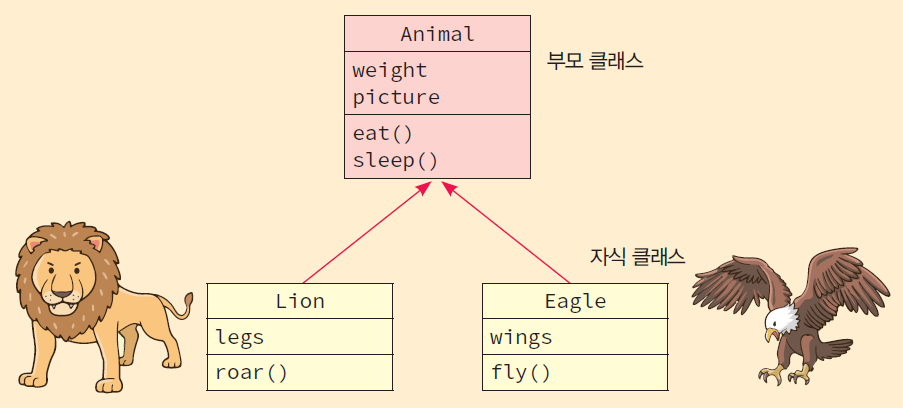 Animal
부모 클래스
weight
picture
eat()
sleep()
자식 클래스
Lion
legs
roar()
Eagle
wings
fly()